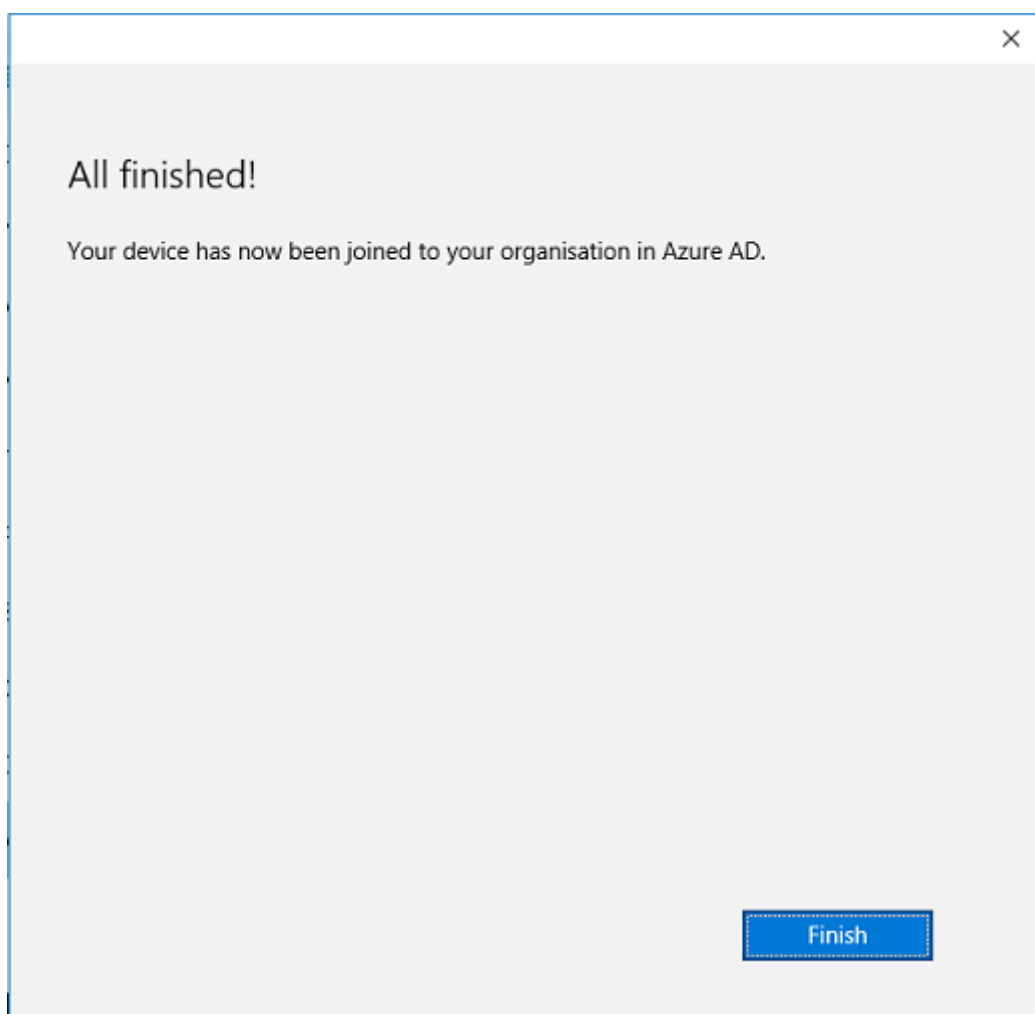 All finished!
Your device has now been joined to your organisation in Azure AD.
Finish